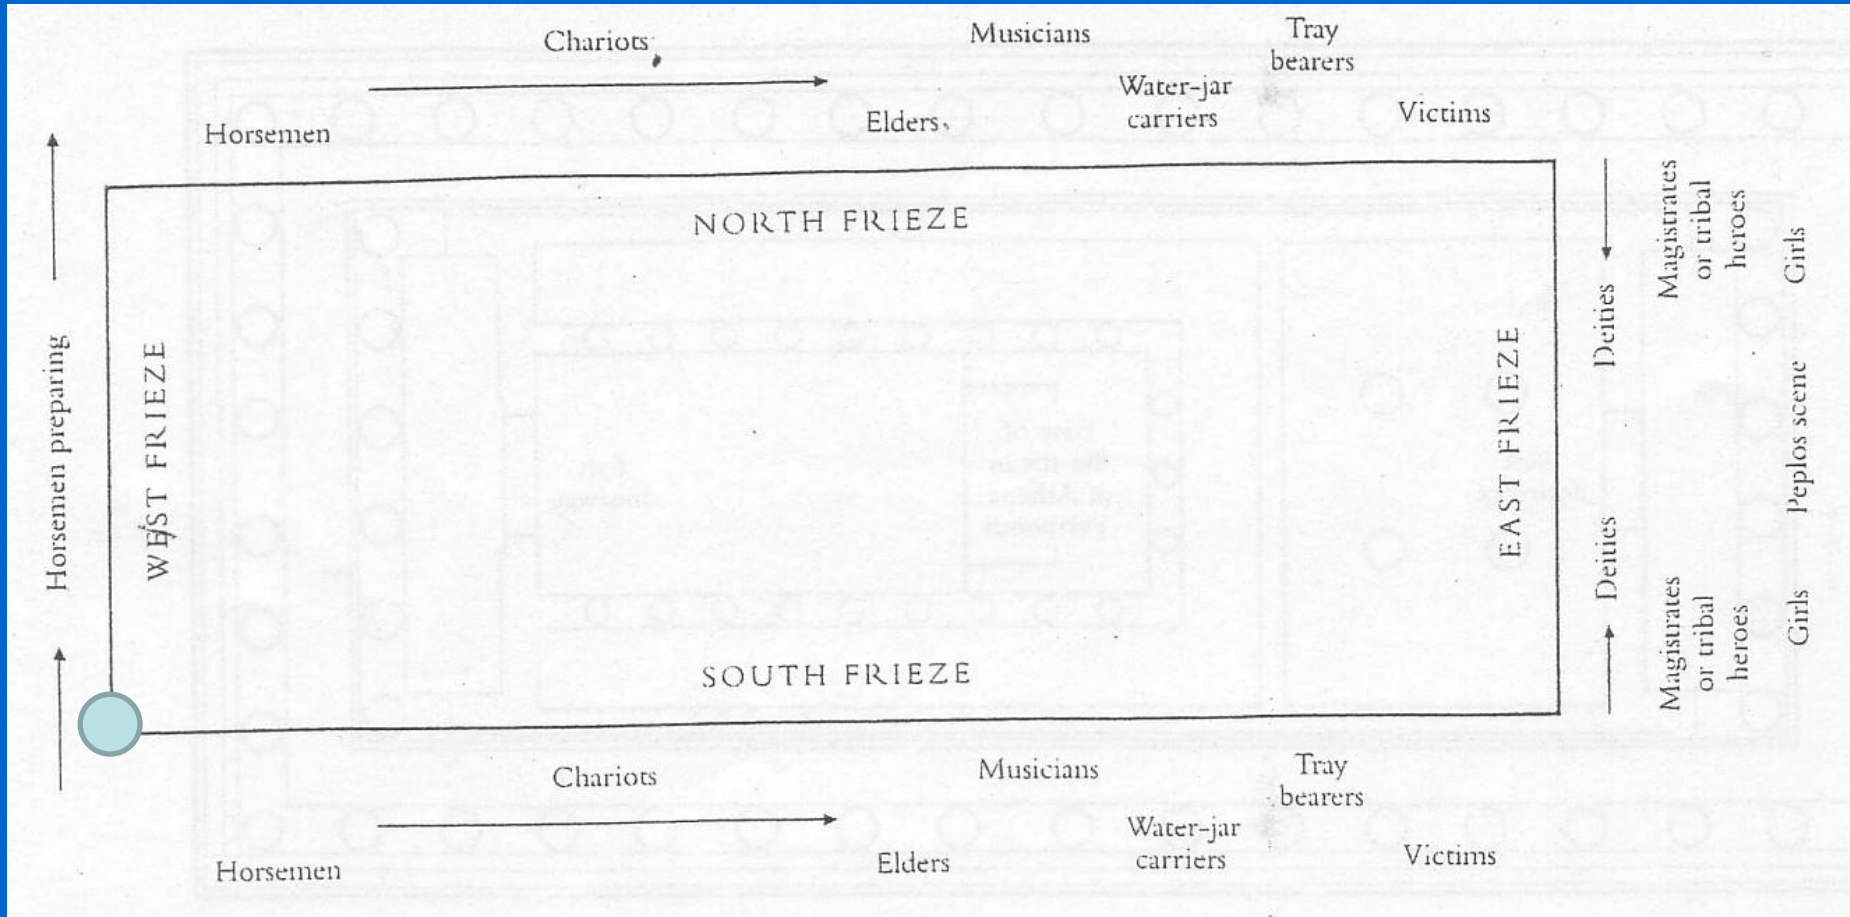 Chariots
Musicians
Tray
bearers
Water-jar
carriers
Horsemen
Elders
Victims
NORTH FRIEZE
Horsemen preparing
WEST FRIEZE
EAST FRIEZE
Deities
Deities
Magistrates
or tribal
heroes
Girls
Peplos scene
Magistrates
or tribal
heroes
Girls
SOUTH FRIEZE
Chariots
Musicians
Tray
bearers
Water-jar
carriers
Horsemen
Elders
Victims